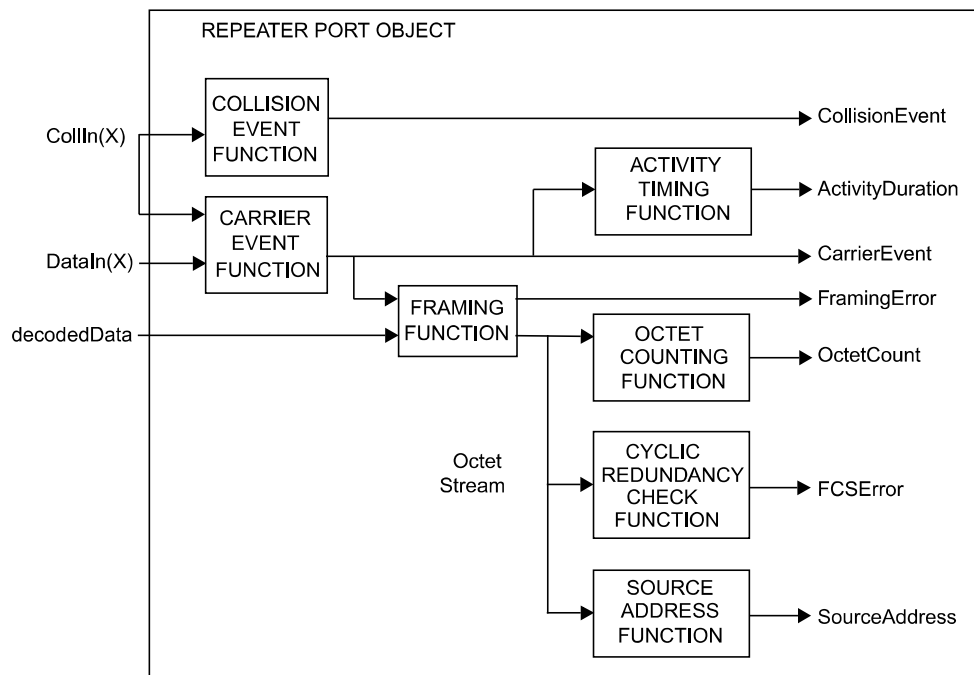 REPEATER PORT OBJECT
COLLISION
EVENT
FUNCTION
CollIn(X)
CollisionEvent
ACTIVITY
TIMING
FUNCTION
ActivityDuration
CARRIER
EVENT
FUNCTION
DataIn(X)
CarrierEvent
FramingError
FRAMING
FUNCTION
decodedData
OCTET
COUNTING
FUNCTION
OctetCount
Octet
Stream
CYCLIC
REDUNDANCY
CHECK
FUNCTION
FCSError
SOURCE
ADDRESS
FUNCTION
SourceAddress